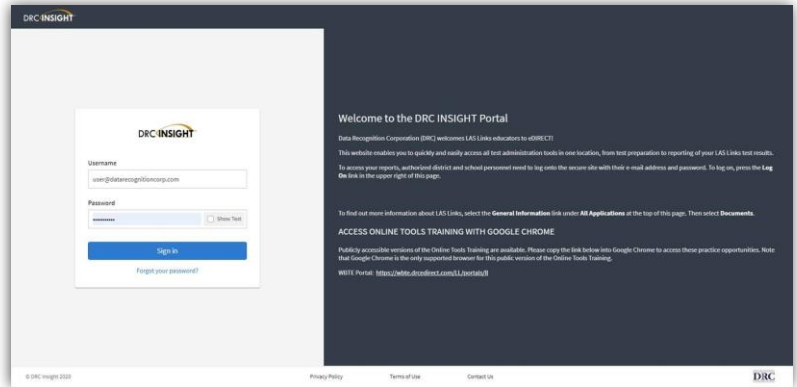 DRC INSIGHT
DRC INSIGHT
Username
user@datarecognitioncorp.com
Password
Show Text
Sign in
Forgot your password?
Welcome to the DRC INSIGHT Portal
Data Recognition Corporation (DRC) welcomes LAS Links educators to eDIRECT!
This website enables you to quickly and easily access all test administration tools in one location, from test preparation to reporting of your LAS Links test results.
To access your reports, authorized district and school personnel need to log onto the secure site with their e-mail address and password. To log on, press the Log
On link in the upper right of this page.
To find out more information about LAS Links, select the General Information link under All Applications at the top of this page. Then select Documents.
ACCESS ONLINE TOOLS TRAINING WITH GOOGLE CHROME
Publicly accessible versions of the Online Tools Training are available. Please copy the link below into Google Chrome to access these practice opportunities. Note
that Google Chrome is the only supported browser for this public version of the Online Tools Training.
WBTE Portal: https://wbte.drcedirect.com/LL/portals/ll
© DRC Insight 2020
Privacy Policy
Terms of Use
Contact Us
DRC